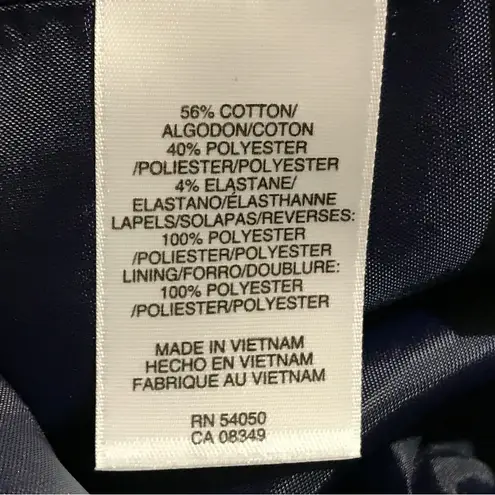 56% COTTON/
ALGODON/COTON
40% POLYESTER
/POLIESTER/POLYESTER
4% ELASTANE/
ELASTANO/ÉLASTHANNE
LAPELS/SOLAPAS/REVERSES:
100% POLYESTER
/POLIESTER/POLYESTER
LINING/FORRO/DOUBLURE:
100% POLYESTER
/POLIESTER/POLYESTER
MADE IN VIETNAM
HECHO EN VIETNAM
FABRIQUE AU VIETNAM
RN 54050
CA 08349